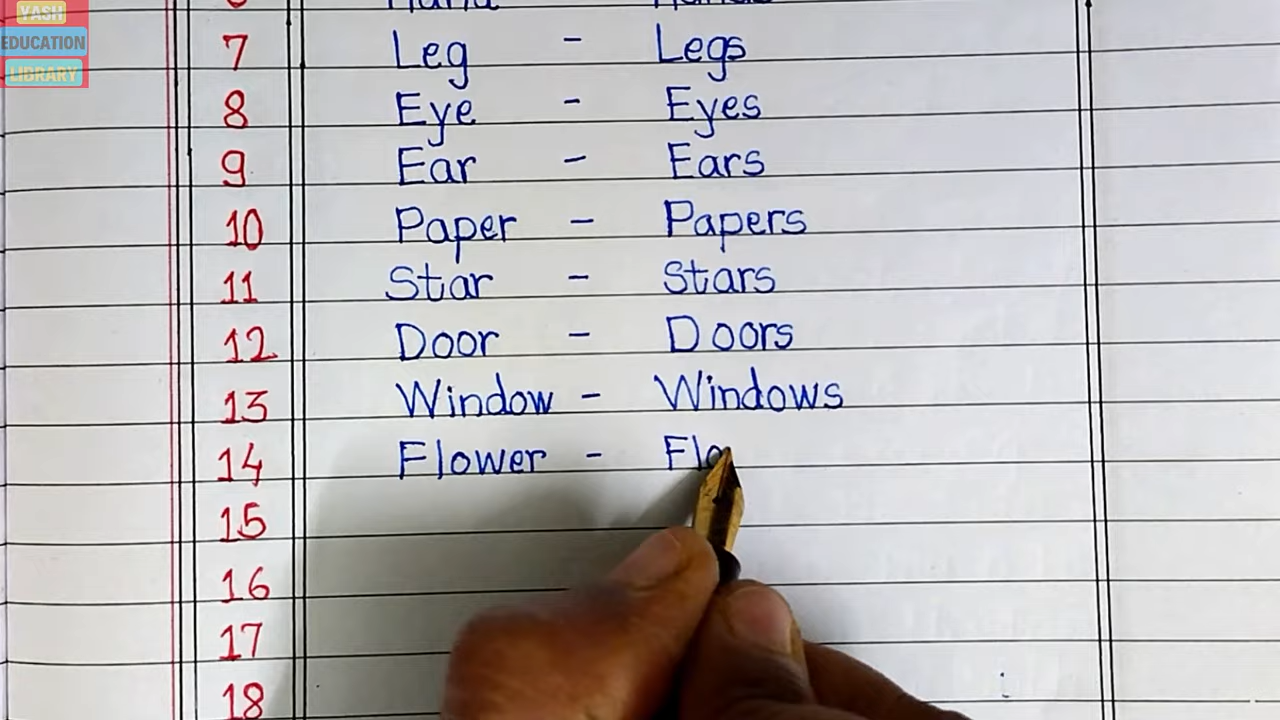 YASH
EDUCATION
LIBRARY
7 Leg - Legs
8 Eye - Eyes
9 Ear - Ears
10 Paper - Papers
11 Star - Stars
12 Door - Doors
13 Window - Windows
14 Flower - Flo
15
16
17
18